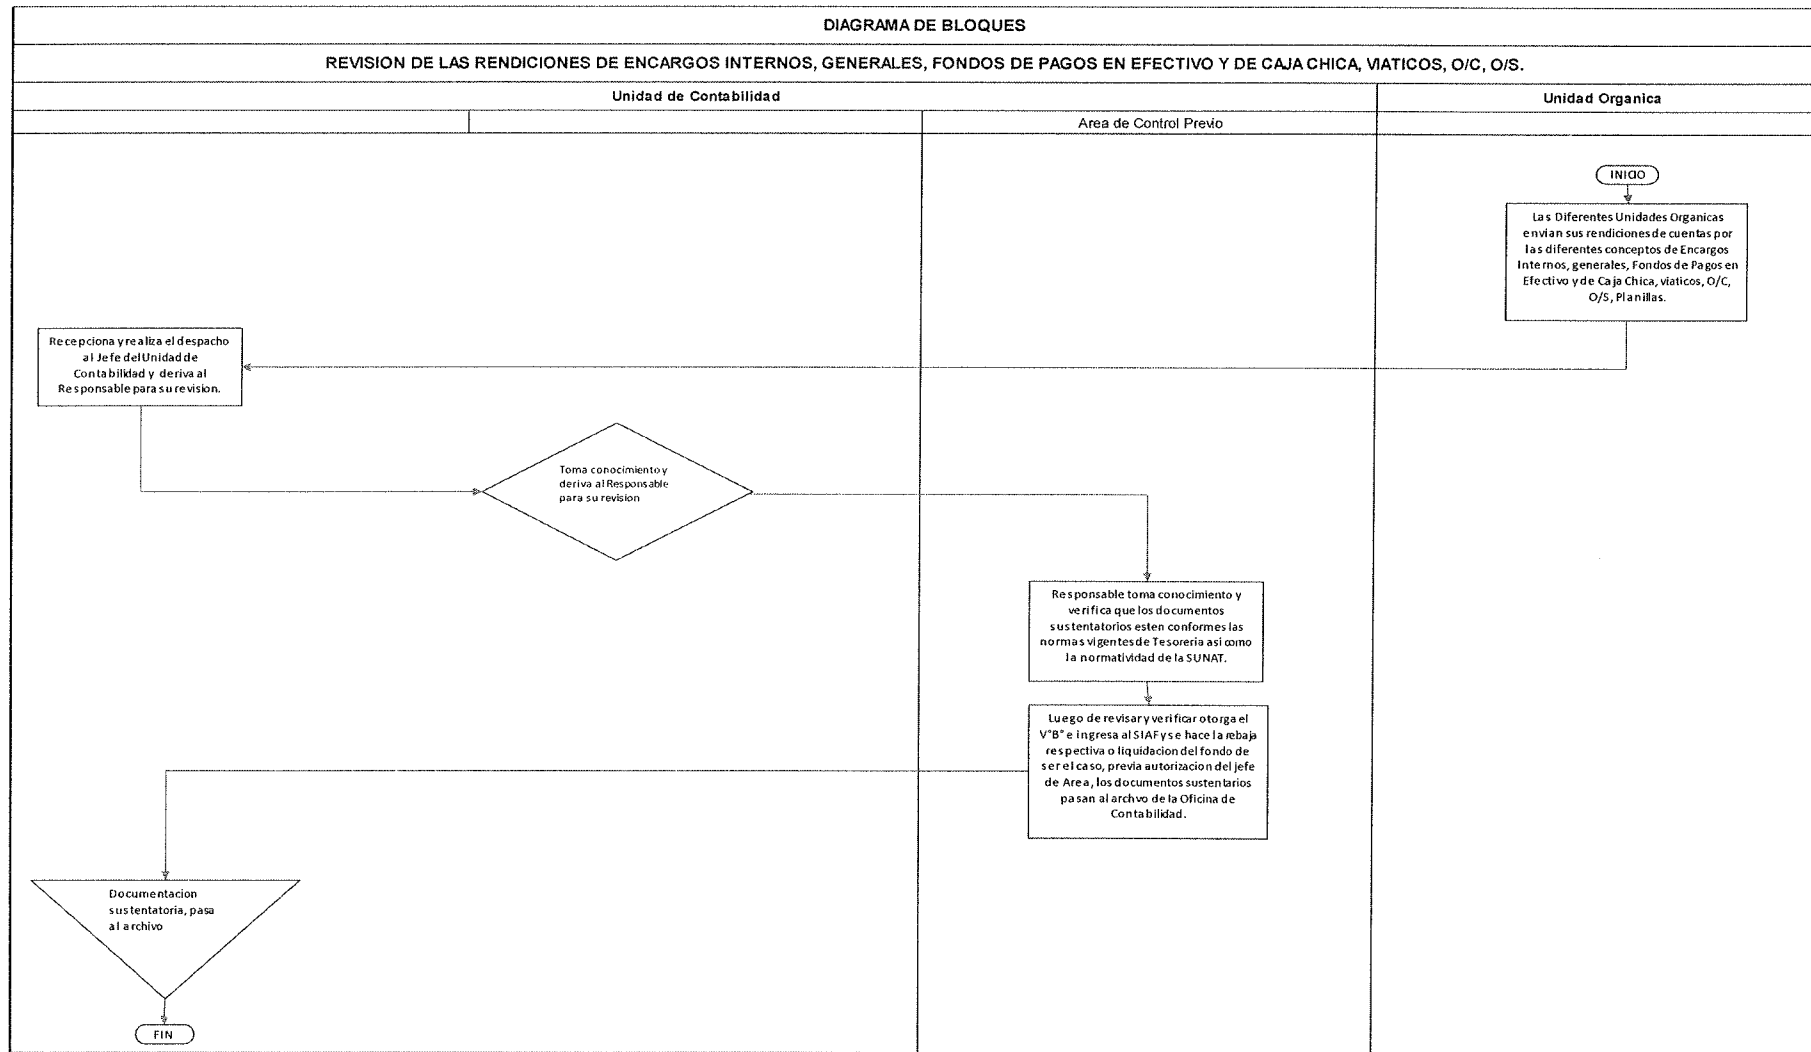 DIAGRAMA DE BLOQUES
REVISION DE LAS RENDICIONES DE ENCARGOS INTERNOS, GENERALES, FONDOS DE PAGOS EN EFECTIVO Y DE CAJA CHICA, VIATICOS, O/C, O/S.
Unidad de Contabilidad
Unidad Organica
Area de Control Previo
INICIO
Las Diferentes Unidades Organicas
envian sus rendiciones de cuentas por
las diferentes conceptos de Encargos
Internos, generales, Fondos de Pagos en
Efectivo y de Caja Chica, viaticos, O/C,
O/S, Planillas.
Recepciona y realiza el despacho
al Jefe del Unidad de
Contabilidad y deriva al
Responsable para su revision.
Toma conocimiento y
deriva al Responsable
para su revision
Responsable toma conocimiento y
verifica que los documentos
sustentatorios esten conformes las
normas vigentes de Tesoreria asi como
la normatividad de la SUNAT.
Luego de revisar y verificar otorga el
V°B° e ingresa al SIAF y se hace la rebaja
respectiva o liquidacion del fondo de
ser el caso, previa autorizacion del jefe
de Area, los documentos sustentarios
pasan al archvo de la Oficina de
Contabilidad.
Documentacion
sustentatoria, pasa
al archivo
FIN